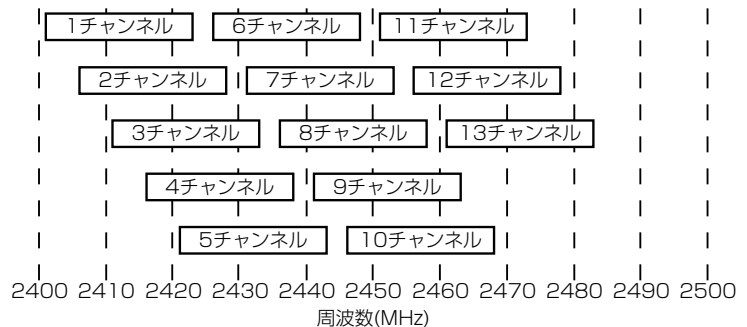 1チャンネル 6チャンネル 11チャンネル
2チャンネル 7チャンネル 12チャンネル
3チャンネル 8チャンネル 13チャンネル
4チャンネル 9チャンネル
5チャンネル 10チャンネル
2400 2410 2420 2430 2440 2450 2460 2470 2480 2490 2500
周波数(MHz)